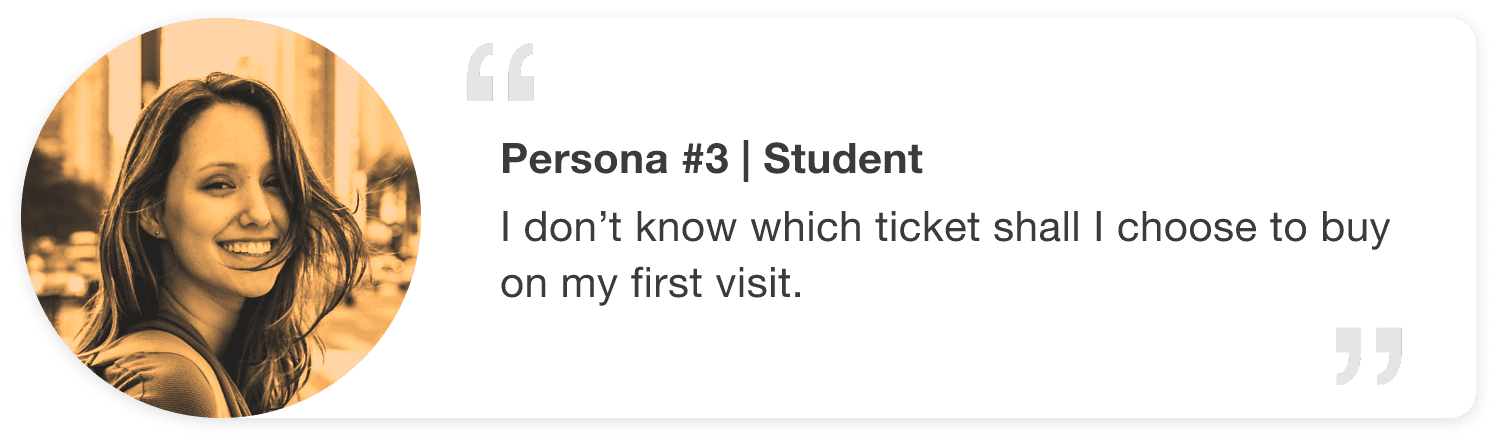 “
Persona #3 | Student
I don’t know which ticket shall I choose to buy
on my first visit.
”